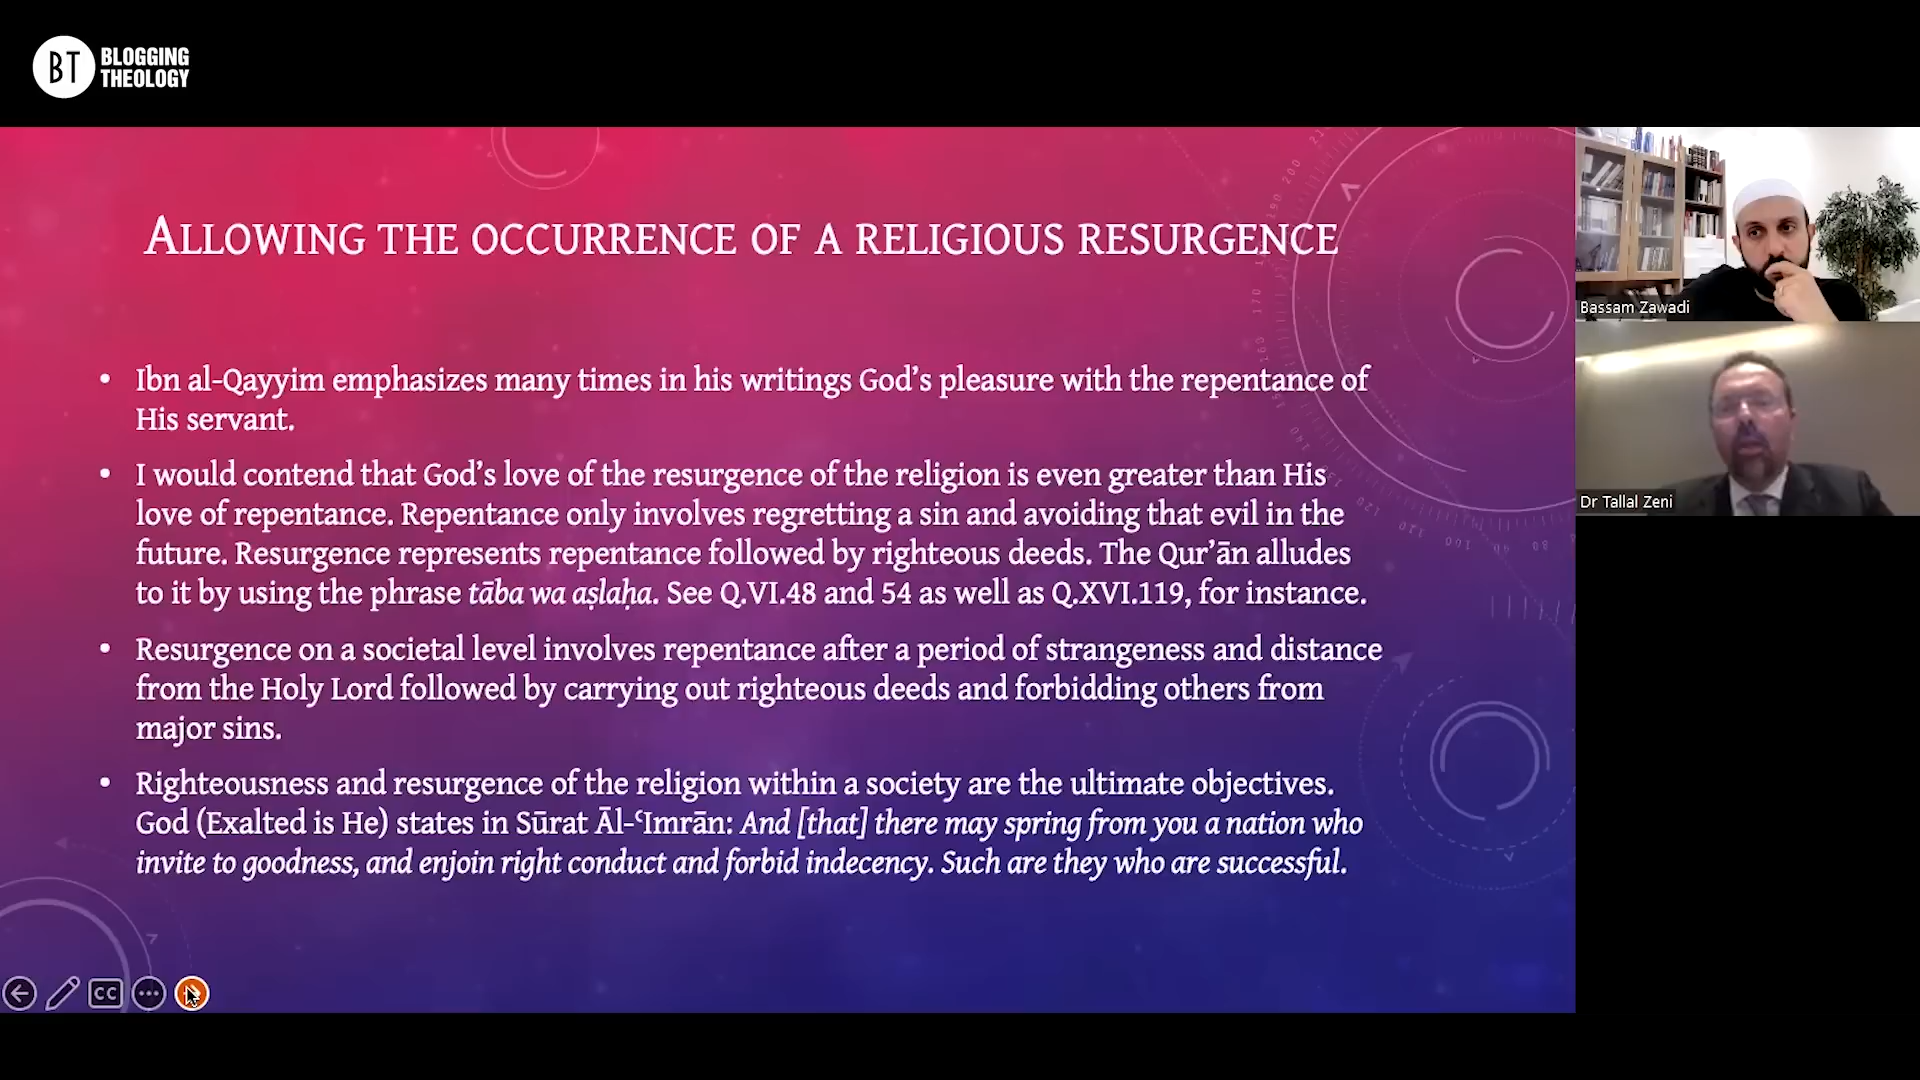 BT BLOGGING
THEOLOGY
ALLOWING THE OCCURRENCE OF A RELIGIOUS RESURGENCE
• Ibn al-Qayyim emphasizes many times in his writings God’s pleasure with the repentance of
His servant.
• I would contend that God’s love of the resurgence of the religion is even greater than His
love of repentance. Repentance only involves regretting a sin and avoiding that evil in the
future. Resurgence represents repentance followed by righteous deeds. The Qur’ān alludes
to it by using the phrase tāba wa aṣlaḥa. See Q.VI.48 and 54 as well as Q.XVI.119, for instance.
• Resurgence on a societal level involves repentance after a period of strangeness and distance
from the Holy Lord followed by carrying out righteous deeds and forbidding others from
major sins.
• Righteousness and resurgence of the religion within a society are the ultimate objectives.
God (Exalted is He) states in Sūrat Āl-ʿImrān: And [that] there may spring from you a nation who
invite to goodness, and enjoin right conduct and forbid indecency. Such are they who are successful.
Bassam Zawadi
Dr Tallal Zeni
CC